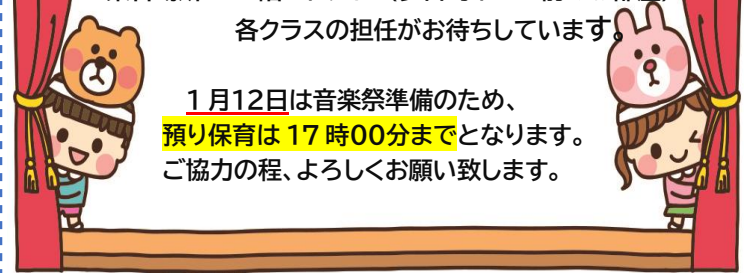 各クラスの担任がお待ちしています。
1月12日は音楽祭準備のため、
預り保育は17時00分までとなります。
ご協力の程、よろしくお願い致します。